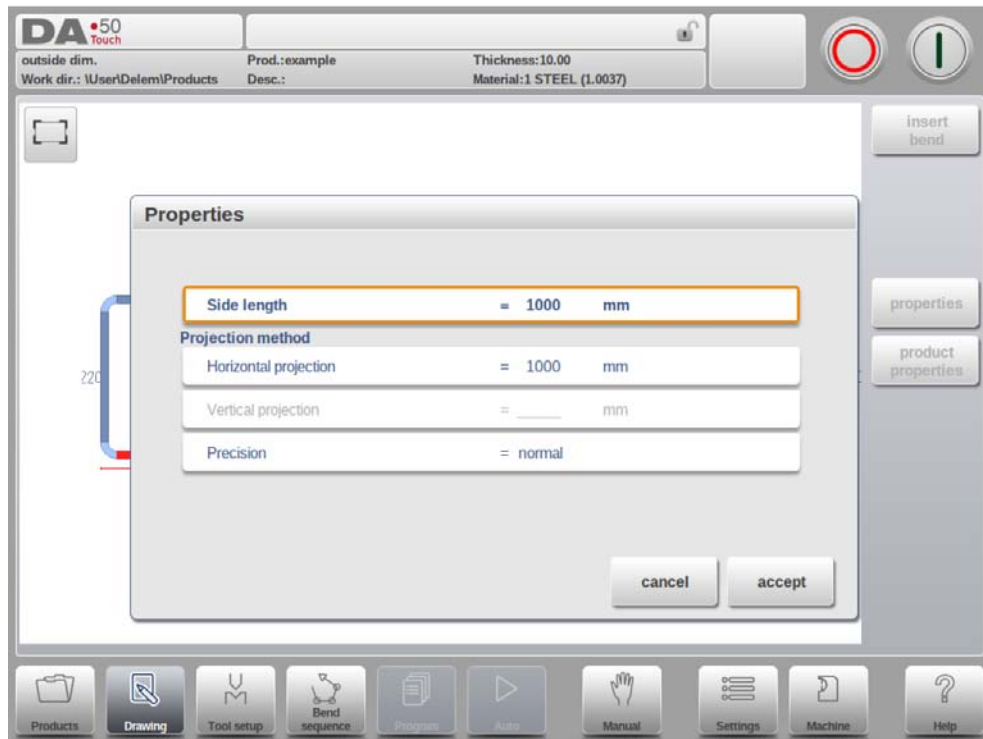 DA•50
Touch
outside dim. Prod.:example Thickness:10.00
Work dir.: \User\Delem\Products Desc.: Material:1 STEEL (1.0037)
insert
bend
Properties
Side length = 1000 mm
Projection method
Horizontal projection = 1000 mm
Vertical projection = _____ mm
Precision = normal
220
properties
product
properties
cancel accept
Products Drawing Tool setup Bend
sequence Program Auto Manual Settings Machine Help